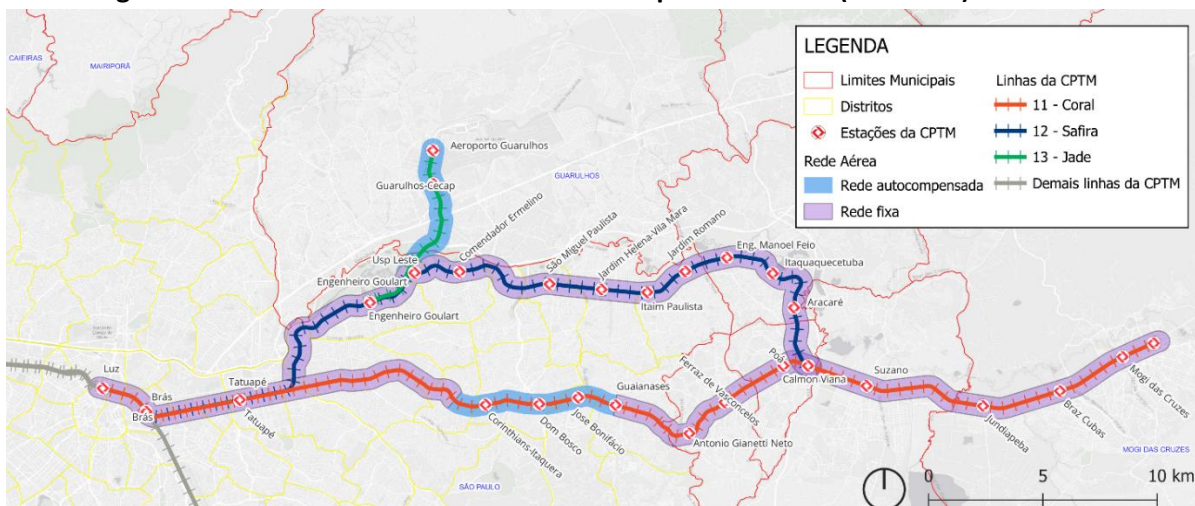 CAIEIRAS
MAIRIPORÃ
LEGENDA
Limites Municipais
Distritos
Estações da CPTM
Rede Aérea
Rede autocompensada
Rede fixa
Linhas da CPTM
11 - Coral
12 - Safira
13 - Jade
Demais linhas da CPTM
Aeroporto Guarulhos
Guarulhos-Cecap
GUARULHOS
Comendador Ermelino
São Miguel Paulista
Jardim Helena-Vila Mara
Jardim Romano
Eng. Manoel Feio
Itaquaquecetuba
Usp Leste
Engenheiro Goulart
Engenheiro Goulart
Itaim Paulista
Aracaré
Luz
Brás
Brás
Tatuapé
Tatuapé
Guaianases
Ferraz de Vasconcelos
Poá
Calmon Viana
Suzano
Mogi das Cruzes
Corinthians-Itaquera
Dom Bosco
Jose Bonifácio
Antonio Gianetti Neto
Jundiapeba
Braz Cubas
MOGI DAS CRUZES
SÃO PAULO
0 5 10 km